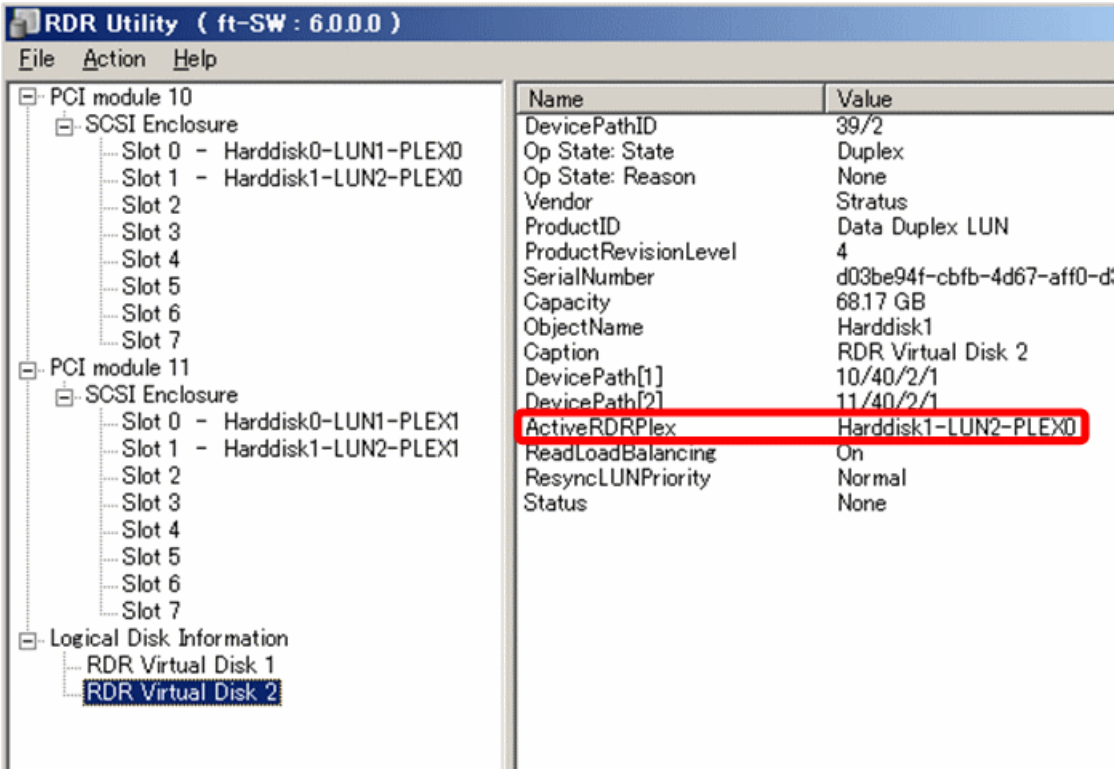 RDR Utility ( ft-SW : 6.0.0.0 )
File Action Help
PCI module 10
SCSI Enclosure
Slot 0 - Harddisk0-LUN1-PLEX0
Slot 1 - Harddisk1-LUN2-PLEX0
Slot 2
Slot 3
Slot 4
Slot 5
Slot 6
Slot 7
PCI module 11
SCSI Enclosure
Slot 0 - Harddisk0-LUN1-PLEX1
Slot 1 - Harddisk1-LUN2-PLEX1
Slot 2
Slot 3
Slot 4
Slot 5
Slot 6
Slot 7
Logical Disk Information
RDR Virtual Disk 1
RDR Virtual Disk 2
Name Value
DevicePathID 39/2
Op State: State Duplex
Op State: Reason None
Vendor Stratus
ProductID Data Duplex LUN
ProductRevisionLevel 4
SerialNumber d03be94f-cbfb-4d67-aff0-d3
Capacity 68.17 GB
ObjectName Harddisk1
Caption RDR Virtual Disk 2
DevicePath[1] 10/40/2/1
DevicePath[2] 11/40/2/1
ActiveRDRPlex Harddisk1-LUN2-PLEX0
ReadLoadBalancing On
ResyncLUNPriority Normal
Status None